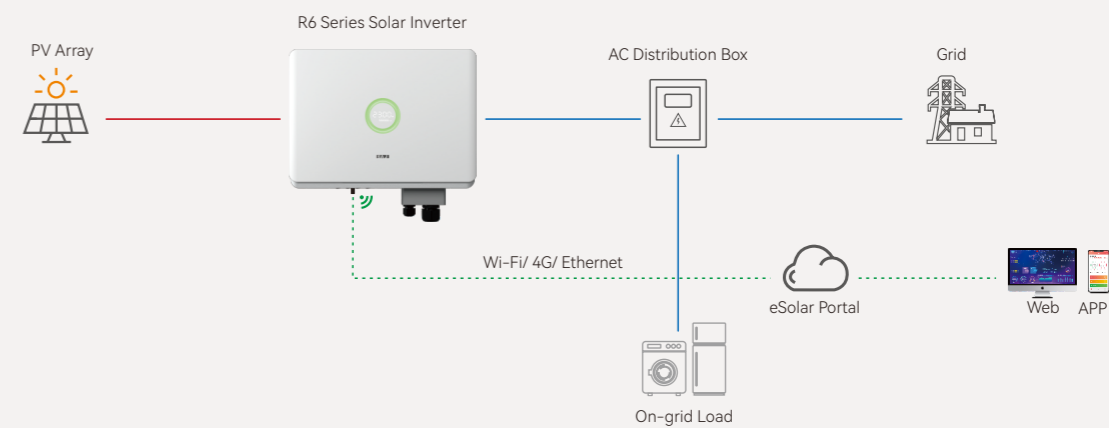 R6 Series Solar Inverter
PV Array
AC Distribution Box
Grid
Wi-Fi/ 4G/ Ethernet
eSolar Portal
Web
APP
On-grid Load